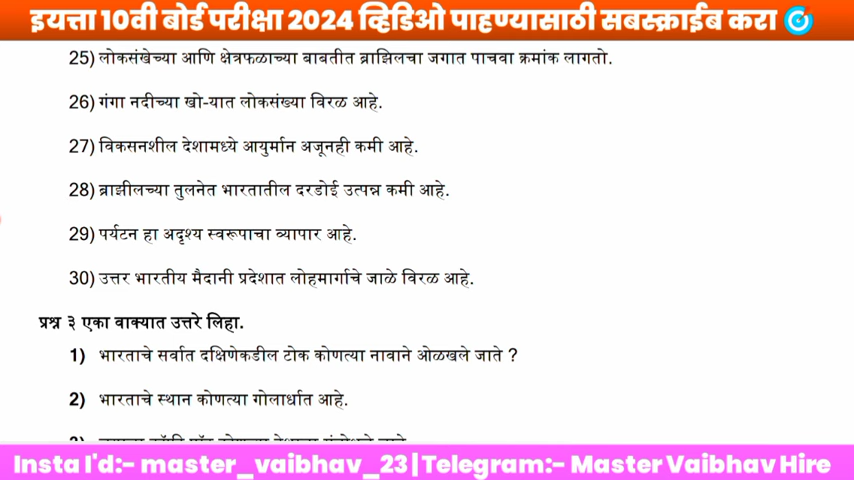 इयत्ता 10वी बोर्ड परीक्षा 2024 व्हिडिओ पाहण्यासाठी सबस्क्राईब करा
25) लोकसंखेच्या आणि क्षेत्रफळाच्या बाबतीत ब्राझिलचा जगात पाचवा क्रमांक लागतो.
26) गंगा नदीच्या खो-यात लोकसंख्या विरळ आहे.
27) विकसनशील देशामध्ये आयुर्मान अजूनही कमी आहे.
28) ब्राझीलच्या तुलनेत भारतातील दरडोई उत्पन्न कमी आहे.
29) पर्यटन हा अदृश्य स्वरूपाचा व्यापार आहे.
30) उत्तर भारतीय मैदानी प्रदेशात लोहमार्गाचे जाळे विरळ आहे.
प्रश्न ३ एका वाक्यात उत्तरे लिहा.
1) भारताचे सर्वात दक्षिणेकडील टोक कोणत्या नावाने ओळखले जाते ?
2) भारताचे स्थान कोणत्या गोलार्धात आहे.
Insta I'd:- master_vaibhav_23|Telegram:- Master Vaibhav Hire